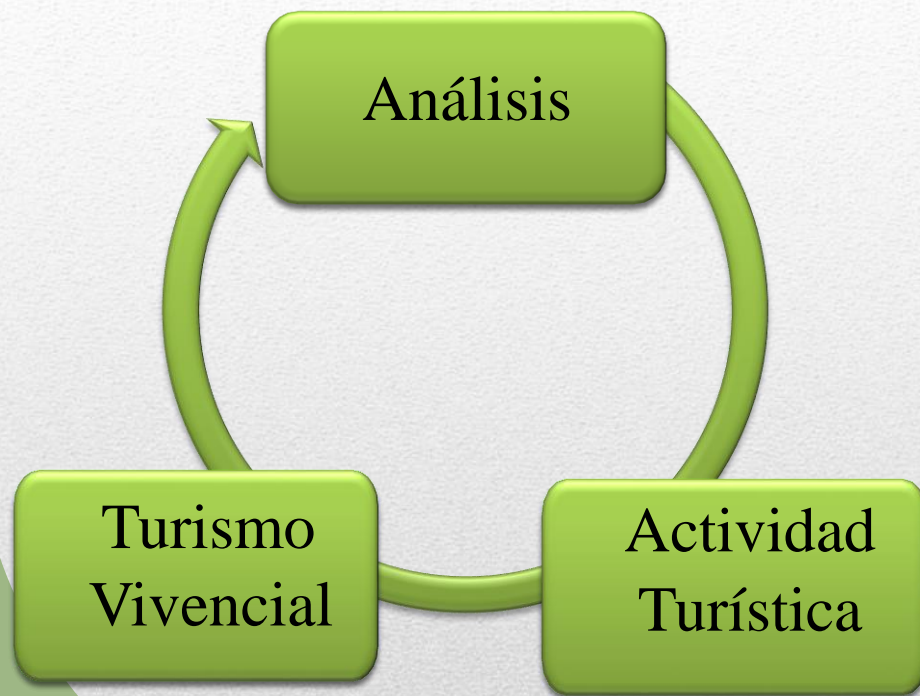 Análisis
Turismo
Vivencial
Actividad
Turística